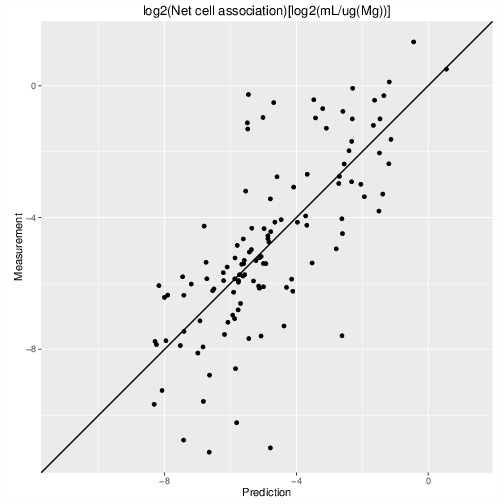 log2(Net cell association)[log2(mL/ug(Mg))]
Measurement
0
−4
−8
−8
−4
0
Prediction